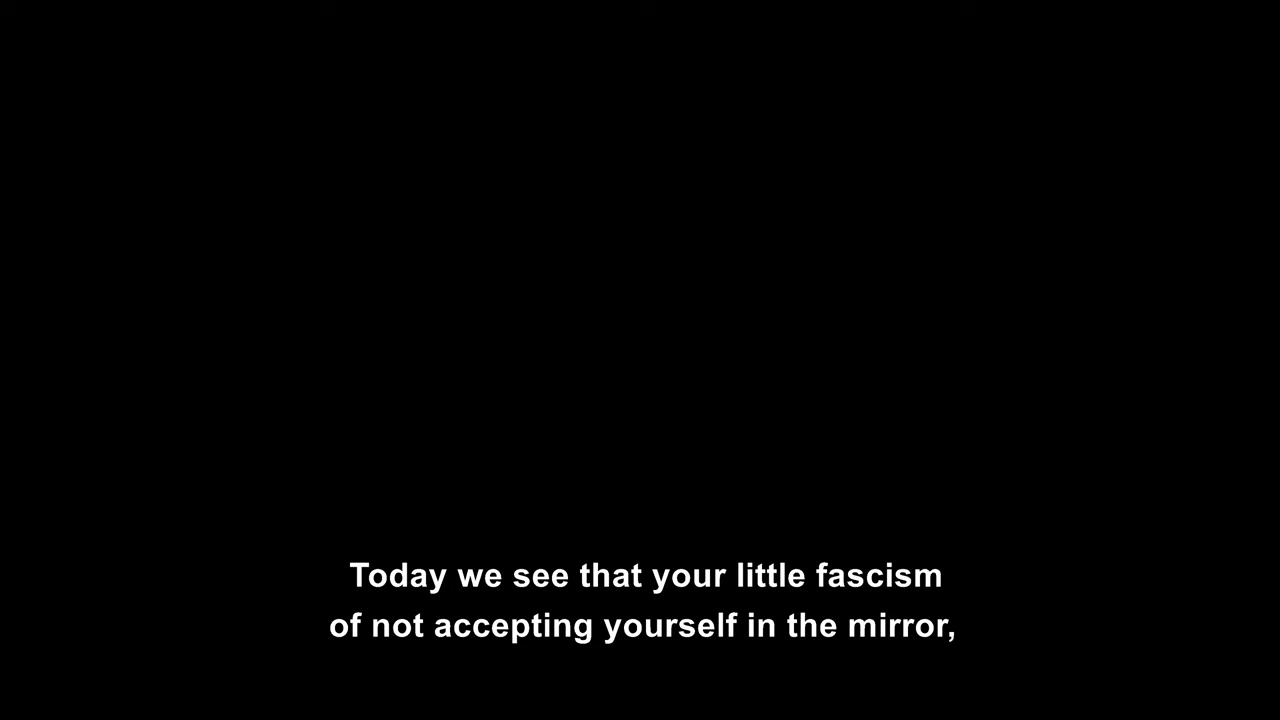 Today we see that your little fascism
of not accepting yourself in the mirror,